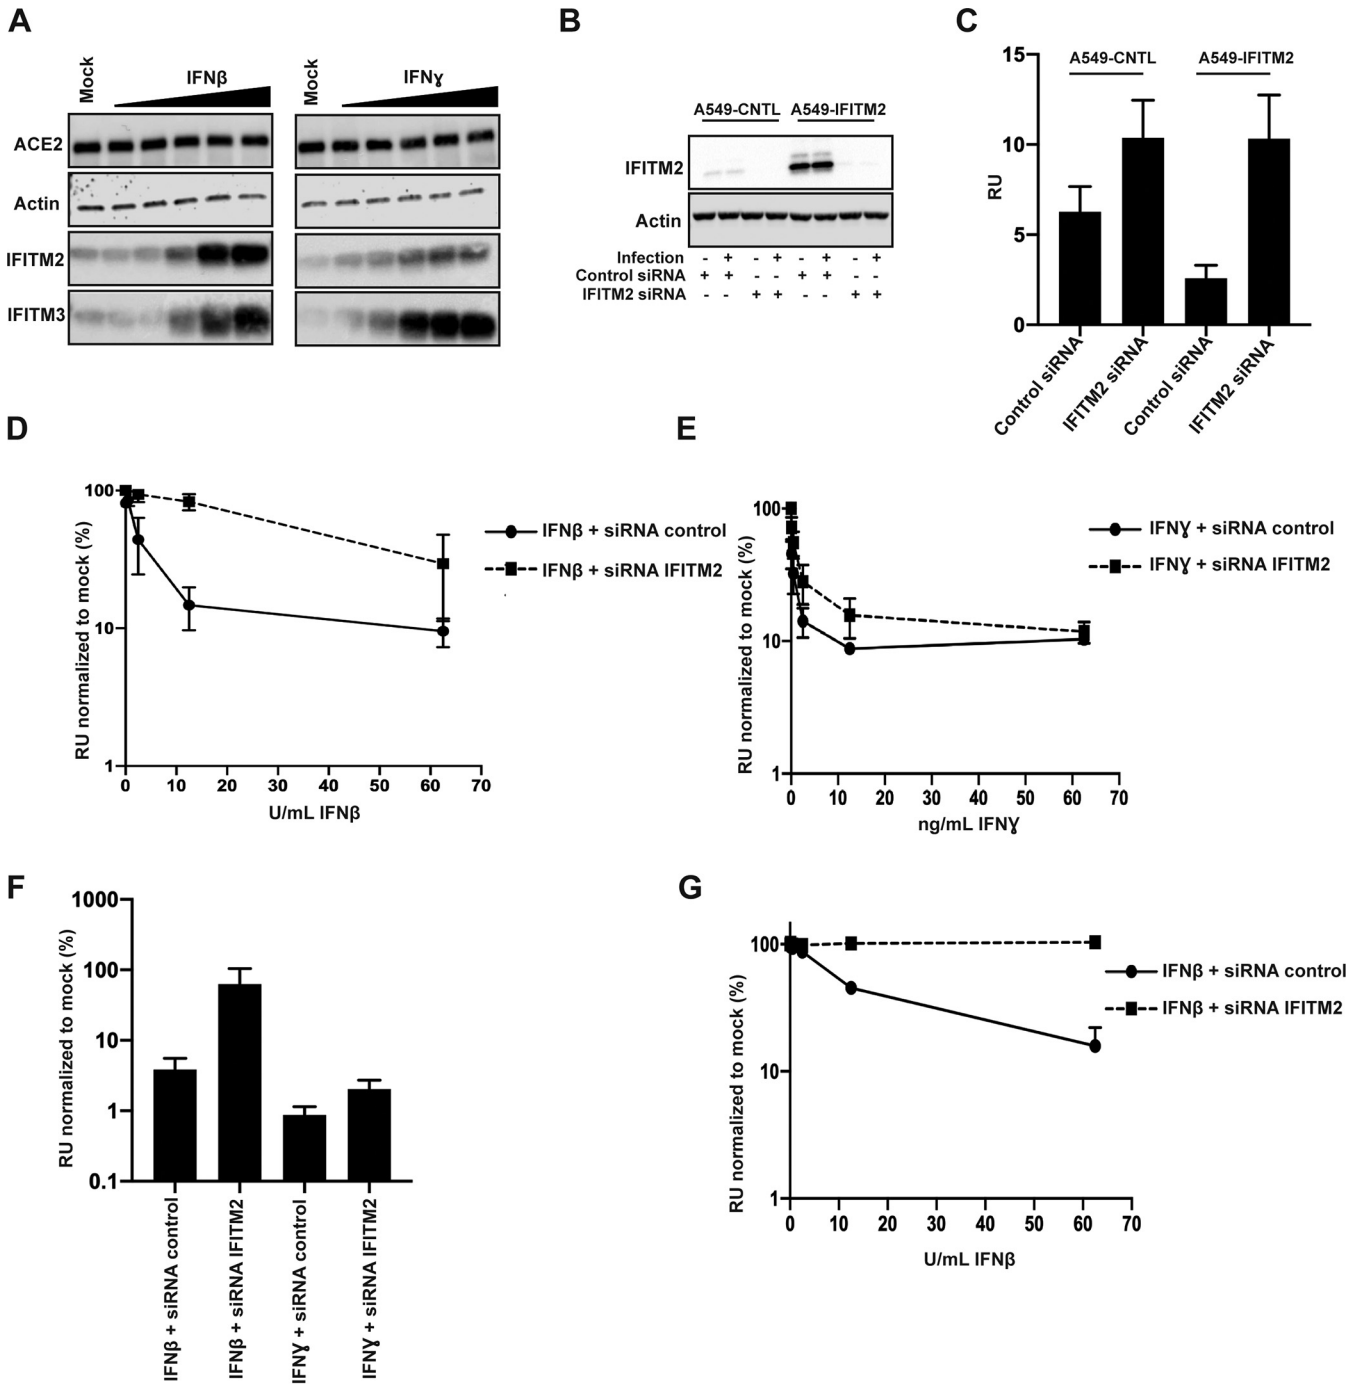 A
Mock
IFNβ
Mock
IFNɣ
ACE2
Actin
IFITM2
IFITM3
B
A549-CNTL
A549-IFITM2
IFITM2
Actin
Infection - + - + - + - +
Control siRNA + + - - + + - -
IFITM2 siRNA - - + + - - + +
C
A549-CNTL
A549-IFITM2
15
10
5
0
RU
Control siRNA
IFITM2 siRNA
Control siRNA
IFITM2 siRNA
D
100
10
1
RU normalized to mock (%)
0 10 20 30 40 50 60 70
U/mL IFNβ
IFNβ + siRNA control
IFNβ + siRNA IFITM2
E
100
10
1
RU normalized to mock (%)
0 10 20 30 40 50 60 70
ng/mL IFNɣ
IFNɣ + siRNA control
IFNɣ + siRNA IFITM2
F
1000
100
10
1
0.1
RU normalized to mock (%)
IFNβ + siRNA control
IFNβ + siRNA IFITM2
IFNɣ + siRNA control
IFNɣ + siRNA IFITM2
G
100
10
1
RU normalized to mock (%)
0 10 20 30 40 50 60 70
U/mL IFNβ
IFNβ + siRNA control
IFNβ + siRNA IFITM2